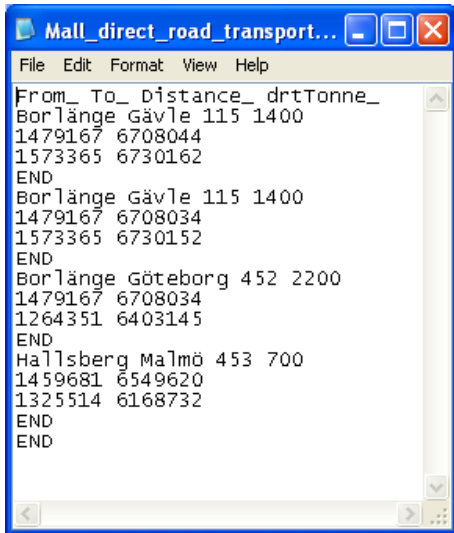 Mall_direct_road_transport...
File Edit Format View Help
From_ To_ Distance_ drtTonne_
Borlänge Gävle 115 1400
1479167 6708044
1573365 6730162
END
Borlänge Gävle 115 1400
1479167 6708034
1573365 6730152
END
Borlänge Göteborg 452 2200
1479167 6708034
1264351 6403145
END
Hallsberg Malmö 453 700
1459681 6549620
1325514 6168732
END
END